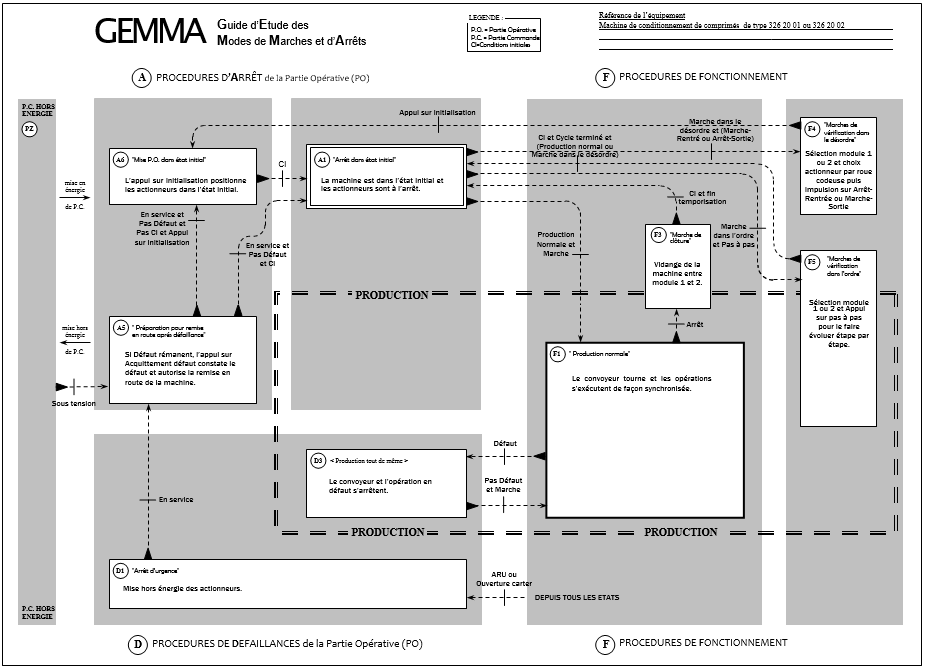 GEMMA
Guide d'Etude des
Modes de Marches et d'Arrêts
LEGENDE :
P.O. = Partie Opérative
P.C. = Partie Commande
CI=Conditions initiales
Référence de l'équipement
Machine de conditionnement de comprimés de type 326 20 01 ou 326 20 02
A PROCEDURES D'ARRÊT de la Partie Opérative (PO)
F PROCEDURES DE FONCTIONNEMENT
P.C. HORS
ENERGIE
PZ
mise en
énergie
de P.C.
mise hors
énergie
de P.C.
Sous tension
P.C. HORS
ENERGIE
Appui sur Initialisation
A6 "Mise P.O. dans état initial"
L'appui sur Initialisation positionne
les actionneurs dans l'état initial.
CI
A1 "Arrêt dans état initial"
La machine est dans l'état initial et
les actionneurs sont à l'arrêt.
CI et Cycle terminé et
(Production normal ou
Marche dans le désordre)
Marche dans le
désordre et (Marche-
Rentré ou Arrêt-Sortie)
F4 "Marches de
vérification dans
le désordre"
Sélection module 1
ou 2 et choix
actionneur par roue
codeuse puis
impulsion sur Arrêt-
Rentrée ou Marche-
Sortie
En service et
Pas Défaut et
Pas CI et Appui
sur Initialisation
En service et
Pas Défaut
et CI
Production
Normale et
Marche
CI et fin
temporisation
F3 "Marche de
clôture"
Vidange de la
machine entre
module 1 et 2.
Marche
dans l'ordre
et Pas à pas
F5 "Marches de
vérification
dans l'ordre"
Sélection module
1 ou 2 et Appui
sur pas à pas
pour le faire
évoluer étape par
étape.
PRODUCTION
A5 " Préparation pour remise
en route après défaillance"
Si Défaut rémanent, l'appui sur
Acquittement défaut constate le
défaut et autorise la remise en
route de la machine.
Arrêt
F1 " Production normale"
Le convoyeur tourne et les opérations
s'exécutent de façon synchronisée.
Défaut
D3 < Production tout de même >
Le convoyeur et l'opération en
défaut s'arrêtent.
Pas Défaut
et Marche
En service
PRODUCTION
PRODUCTION
D1 "Arrêt d'urgence"
Mise hors énergie des actionneurs.
ARU ou
Ouverture carter
DEPUIS TOUS LES ETATS
D PROCEDURES DE DEFAILLANCES de la Partie Opérative (PO)
F PROCEDURES DE FONCTIONNEMENT